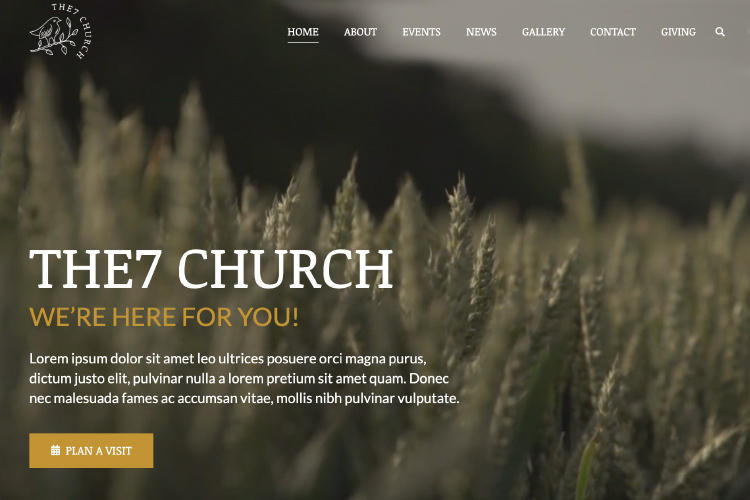 THE7 CHURCH
HOME ABOUT EVENTS NEWS GALLERY CONTACT GIVING
THE7 CHURCH
WE'RE HERE FOR YOU!
Lorem ipsum dolor sit amet leo ultrices posuere orci magna purus,
dictum justo elit, pulvinar nulla a lorem pretium sit amet quam. Donec
nec malesuada fames ac accumsan vitae, mollis nibh pulvinar vulputate.
PLAN A VISIT